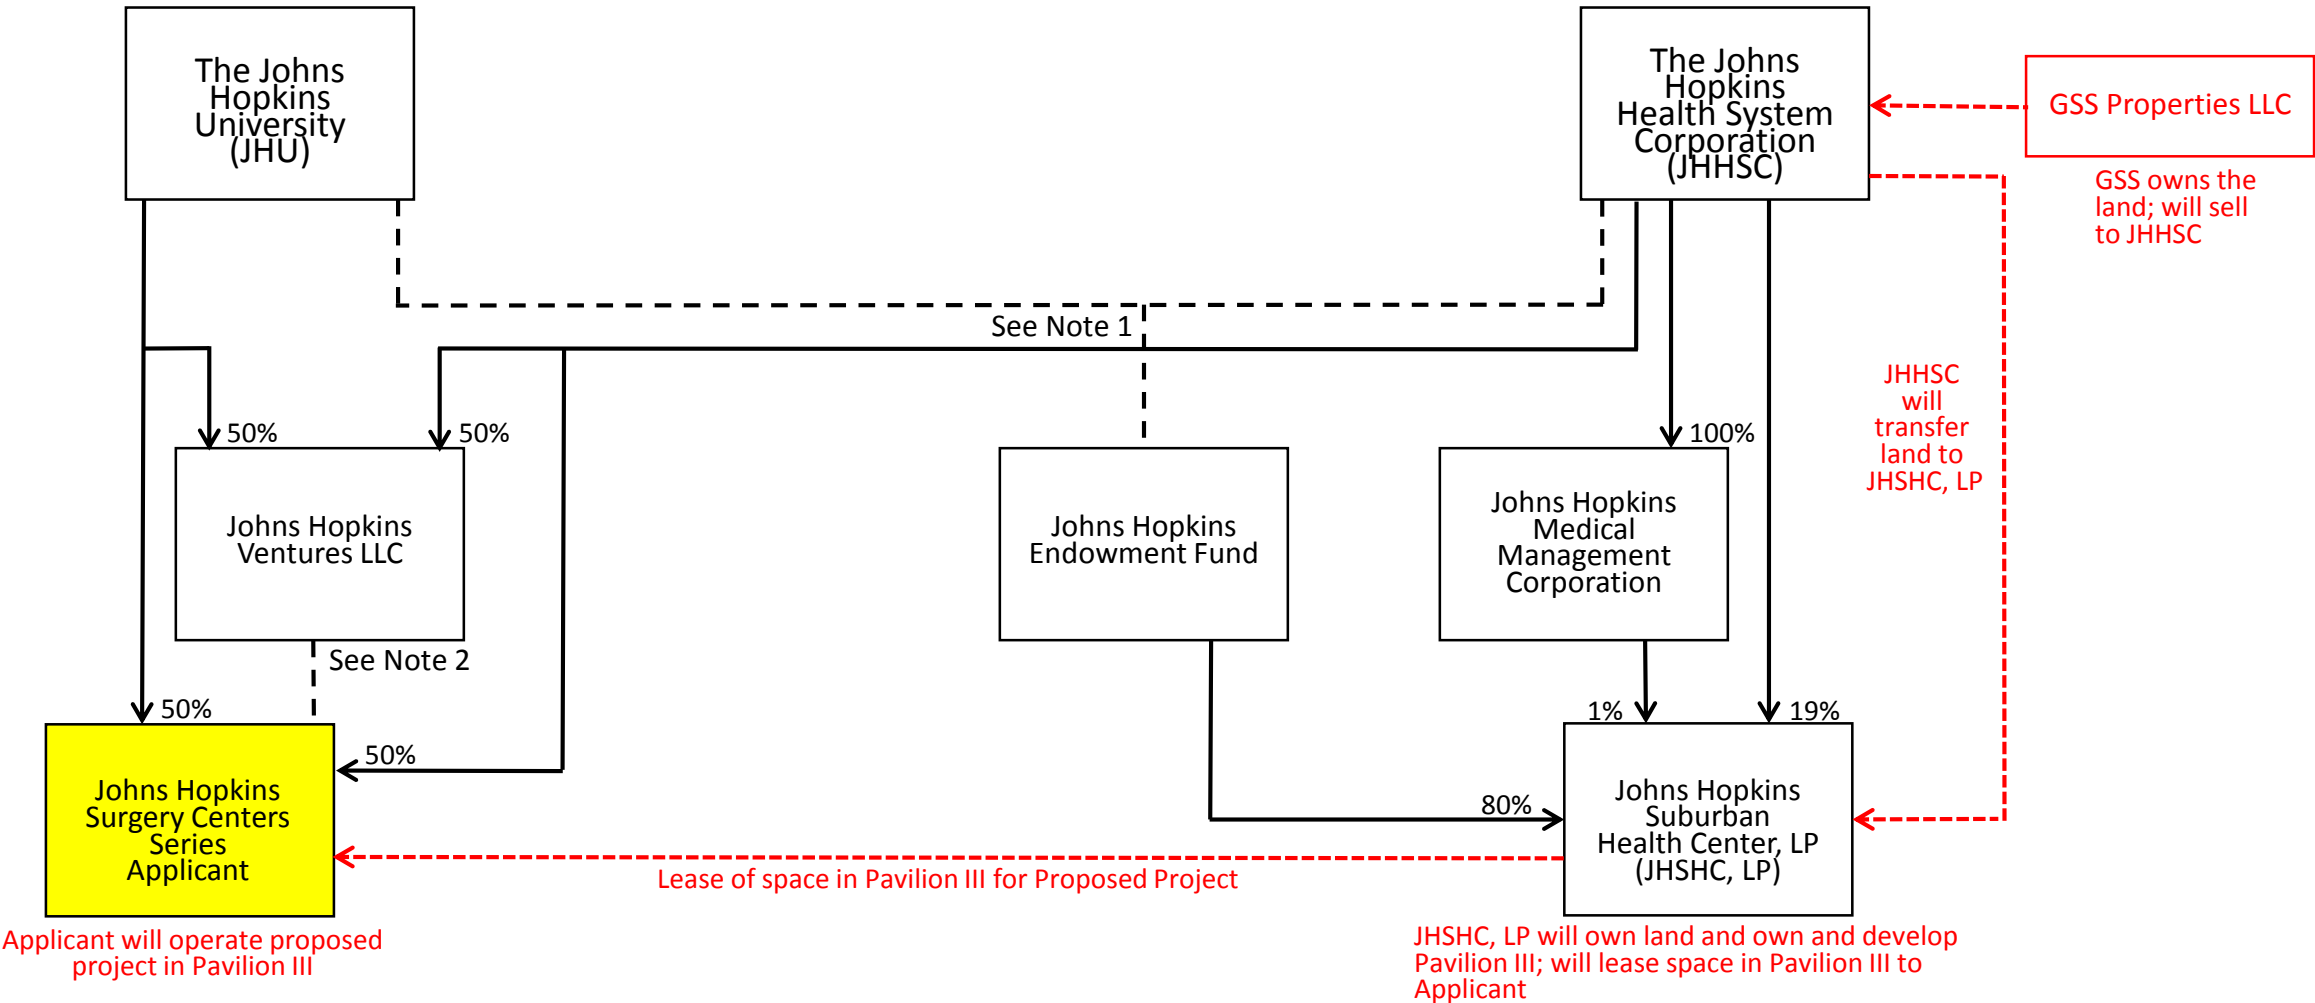 The Johns
Hopkins
University
(JHU)
The Johns
Hopkins
Health System
Corporation
(JHHSC)
GSS Properties LLC
GSS owns the
land; will sell
to JHHSC
See Note 1
JHHSC
will
transfer
land to
JHSHC, LP
50%
50%
100%
Johns Hopkins
Ventures LLC
Johns Hopkins
Endowment Fund
Johns Hopkins
Medical
Management
Corporation
See Note 2
50%
50%
1%
19%
80%
Johns Hopkins
Surgery Centers
Series
Applicant
Johns Hopkins
Suburban
Health Center, LP
(JHSHC, LP)
Lease of space in Pavilion III for Proposed Project
Applicant will operate proposed
project in Pavilion III
JHSHC, LP will own land and own and develop
Pavilion III; will lease space in Pavilion III to
Applicant